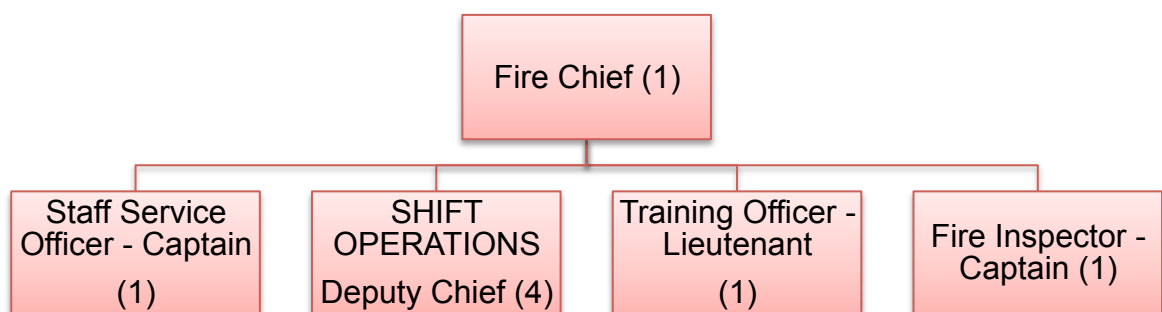 Fire Chief (1)
Staff Service
Officer - Captain
(1)
SHIFT
OPERATIONS
Deputy Chief (4)
Training Officer -
Lieutenant
(1)
Fire Inspector -
Captain (1)